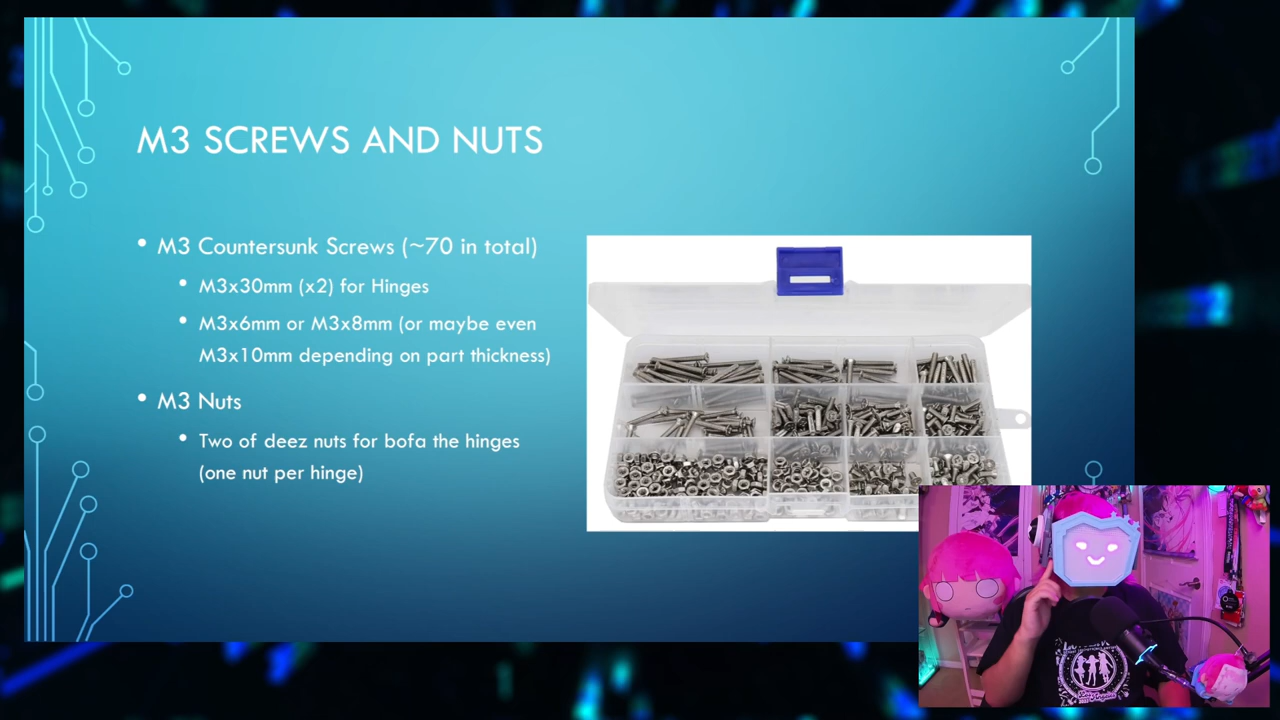 M3 SCREWS AND NUTS
• M3 Countersunk Screws (~70 in total)
• M3x30mm (x2) for Hinges
• M3x6mm or M3x8mm (or maybe even
M3x10mm depending on part thickness)
• M3 Nuts
• Two of deez nuts for bofa the hinges
(one nut per hinge)